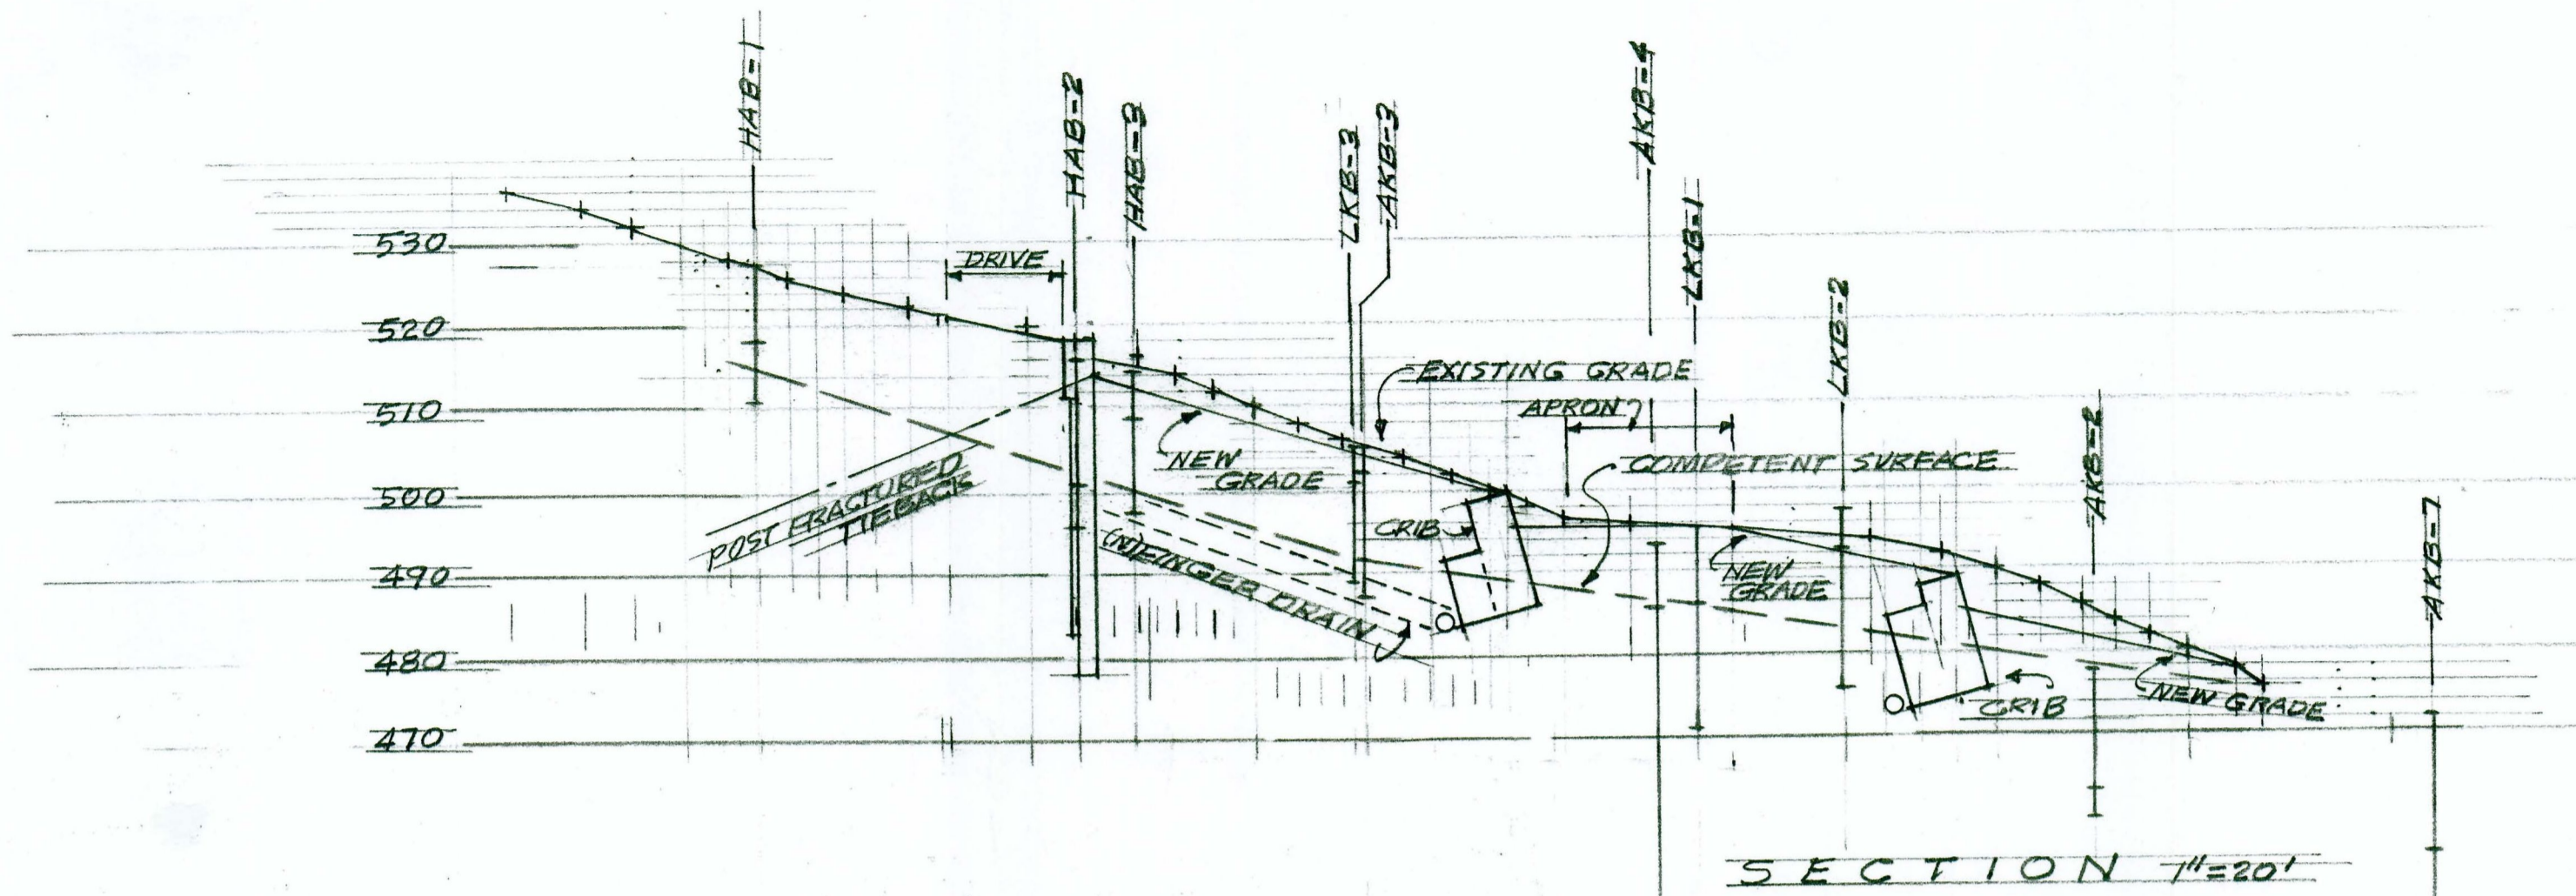 HAB-1
HAB-2
HAB-3
LKB-3
AKB-3
AKB-4
LKB-1
LKB-2
AKB-2
AKB-7
530
520
510
500
490
480
470
DRIVE
EXISTING GRADE
APRON
NEW
GRADE
COMPETENT SURFACE
POST FRACTURED
TIEBACK
CRIB
(N)FINGER DRAIN
NEW
GRADE
CRIB
NEW GRADE
SECTION 1"=20'